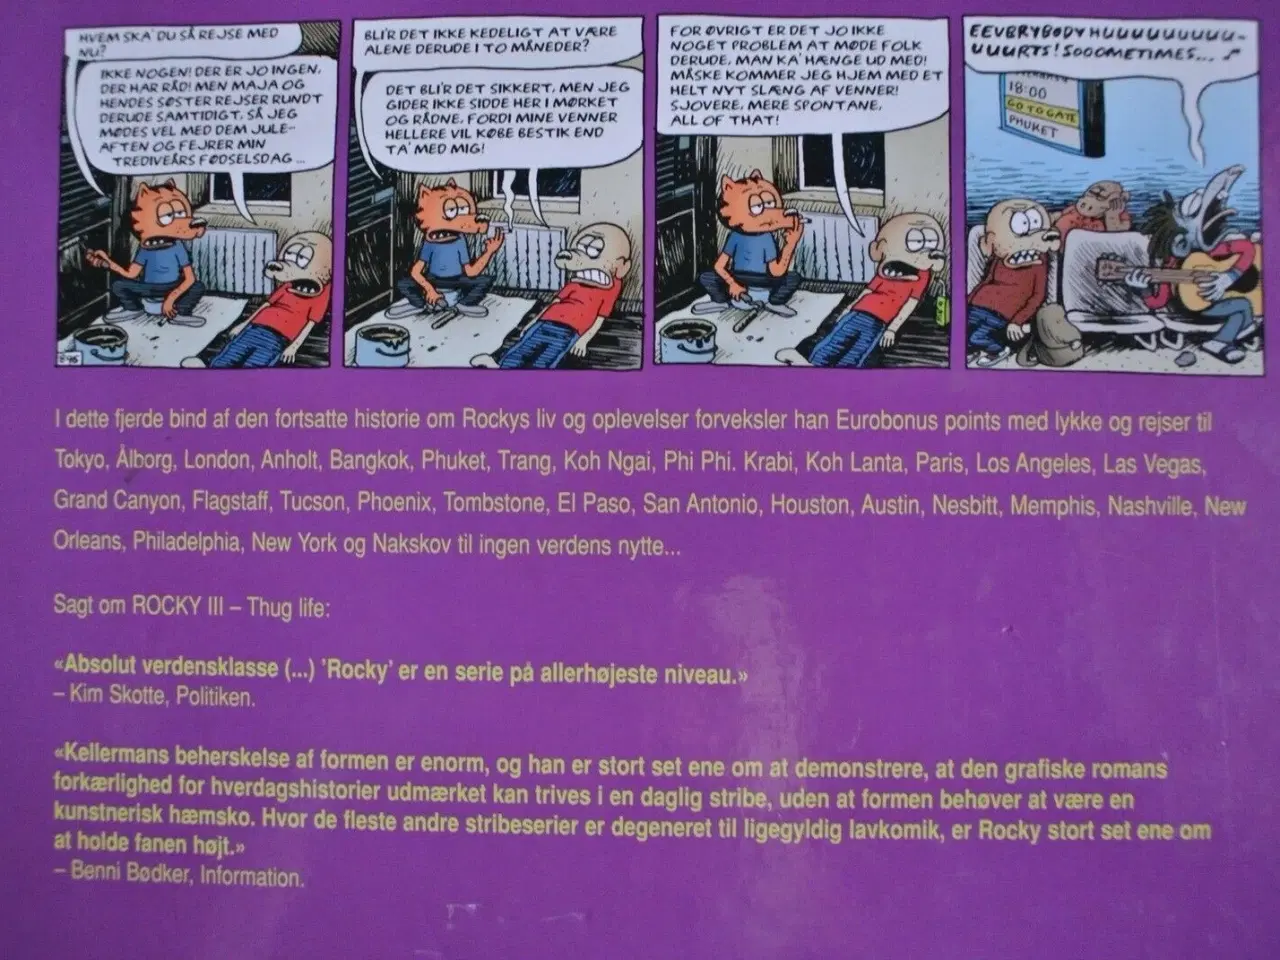 HVEM SKA' DU SÅ REJSE MED
NU?
IKKE NOGEN! DER ER JO INGEN,
DER HAR RÅD! MEN MAJA OG
HENDES SØSTER REJSER RUNDT
DERUDE SAMTIDIGT, SÅ JEG
MØDES VEL MED DEM JULE-
AFTEN OG FEJRER MIN
TREDIVEÅRS FØDSELSDAG...
BLI'R DET IKKE KEDELIGT AT VÆRE
ALENE DERUDE I TO MÅNEDER?
DET BLI'R DET SIKKERT, MEN JEG
GIDER IKKE SIDDE HER I MØRKET
OG RÅDNE, FORDI MINE VENNER
HELLERE VIL KØBE BESTIK END
TA' MED MIG!
FOR ØVRIGT ER DET JO IKKE
NOGET PROBLEM AT MØDE FOLK
DERUDE, MAN KA' HÆNGE UD MED!
MÅSKE KOMMER JEG HJEM MED ET
HELT NYT SLÆNG AF VENNER!
SJOVERE, MERE SPONTANE,
ALL OF THAT!
EEVBRYBODY HUUUUUUUUUU-
UUURTS! SOOOMETIMES...
18:00
GO TO GATE
PHUKET
I dette fjerde bind af den fortsatte historie om Rockys liv og oplevelser forveksler han Eurobonus points med lykke og rejser til
Tokyo, Ålborg, London, Anholt, Bangkok, Phuket, Trang, Koh Ngai, Phi Phi. Krabi, Koh Lanta, Paris, Los Angeles, Las Vegas,
Grand Canyon, Flagstaff, Tucson, Phoenix, Tombstone, El Paso, San Antonio, Houston, Austin, Nesbitt, Memphis, Nashville, New
Orleans, Philadelphia, New York og Nakskov til ingen verdens nytte...
Sagt om ROCKY III – Thug life:
«Absolut verdensklasse (...) 'Rocky' er en serie på allerhøjeste niveau.»
– Kim Skotte, Politiken.
«Kellermans beherskelse af formen er enorm, og han er stort set ene om at demonstrere, at den grafiske romans
forkærlighed for hverdagshistorier udmærket kan trives i en daglig stribe, uden at formen behøver at være en
kunstnerisk hæmsko. Hvor de fleste andre stribeserier er degeneret til ligegyldig lavkomik, er Rocky stort set ene om
at holde fanen højt.»
– Benni Bødker, Information.